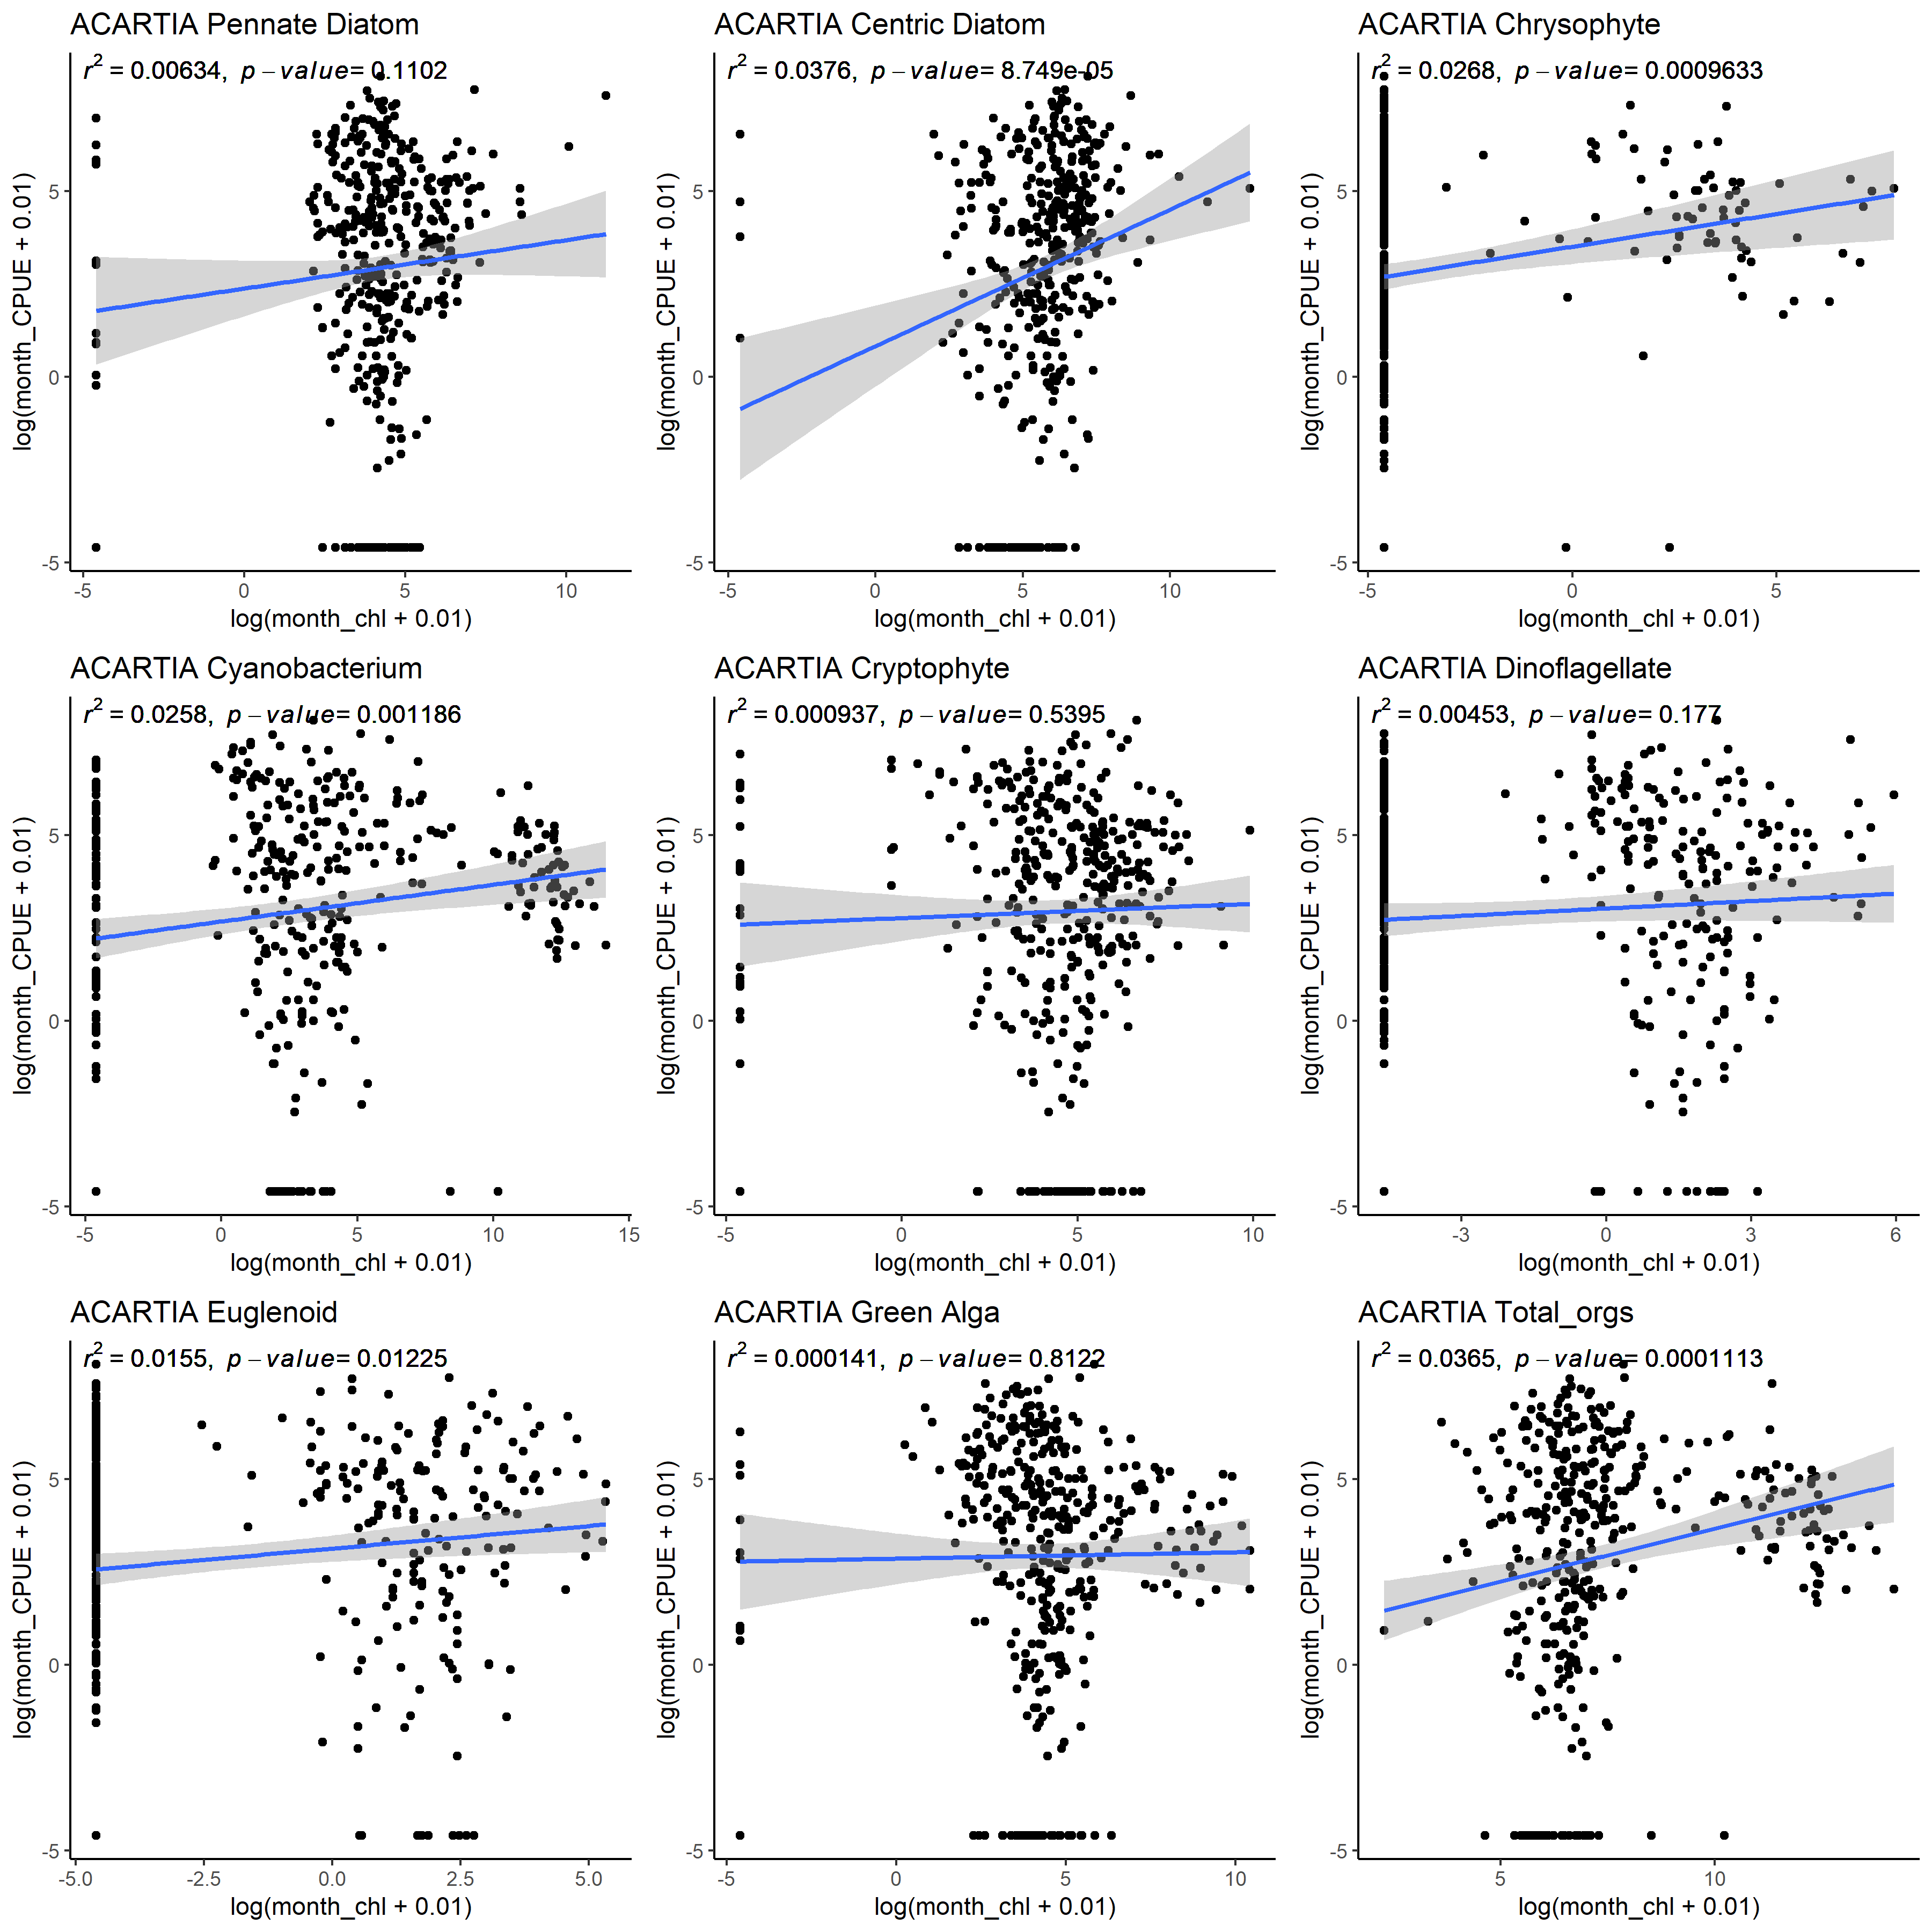 ACARTIA Pennate Diatom
r² = 0.00634, p−value= 0.1102
log(month_CPUE + 0.01)
5
0
-5
-5 0 5 10
log(month_chl + 0.01)
ACARTIA Centric Diatom
r² = 0.0376, p−value= 8.749e-05
log(month_CPUE + 0.01)
5
0
-5
-5 0 5 10
log(month_chl + 0.01)
ACARTIA Chrysophyte
r² = 0.0268, p−value= 0.0009633
log(month_CPUE + 0.01)
5
0
-5
-5 0 5
log(month_chl + 0.01)
ACARTIA Cyanobacterium
r² = 0.0258, p−value= 0.001186
log(month_CPUE + 0.01)
5
0
-5
-5 0 5 10 15
log(month_chl + 0.01)
ACARTIA Cryptophyte
r² = 0.000937, p−value= 0.5395
log(month_CPUE + 0.01)
5
0
-5
-5 0 5 10
log(month_chl + 0.01)
ACARTIA Dinoflagellate
r² = 0.00453, p−value= 0.177
log(month_CPUE + 0.01)
5
0
-5
-3 0 3 6
log(month_chl + 0.01)
ACARTIA Euglenoid
r² = 0.0155, p−value= 0.01225
log(month_CPUE + 0.01)
5
0
-5
-5.0 -2.5 0.0 2.5 5.0
log(month_chl + 0.01)
ACARTIA Green Alga
r² = 0.000141, p−value= 0.8122
log(month_CPUE + 0.01)
5
0
-5
-5 0 5 10
log(month_chl + 0.01)
ACARTIA Total_orgs
r² = 0.0365, p−value= 0.0001113
log(month_CPUE + 0.01)
5
0
-5
5 10
log(month_chl + 0.01)